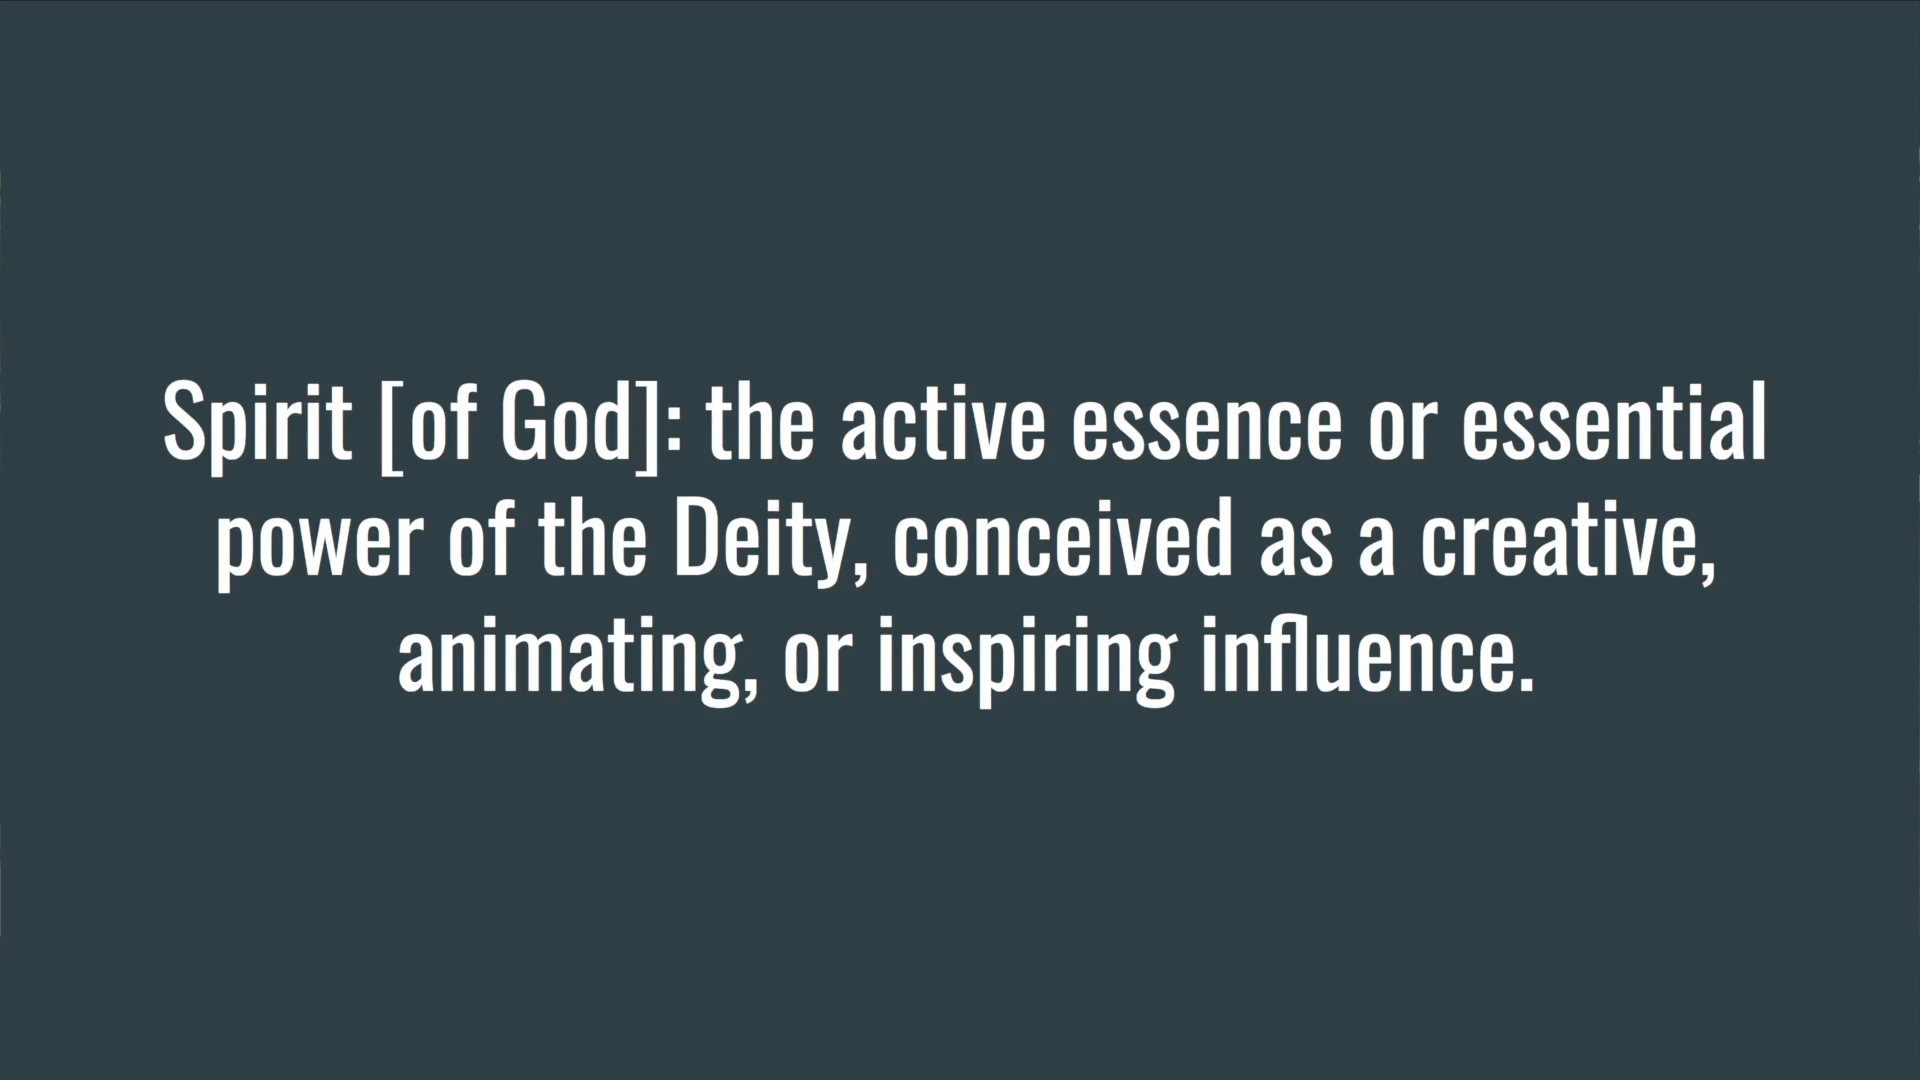 Spirit [of God]: the active essence or essential
power of the Deity, conceived as a creative,
animating, or inspiring influence.